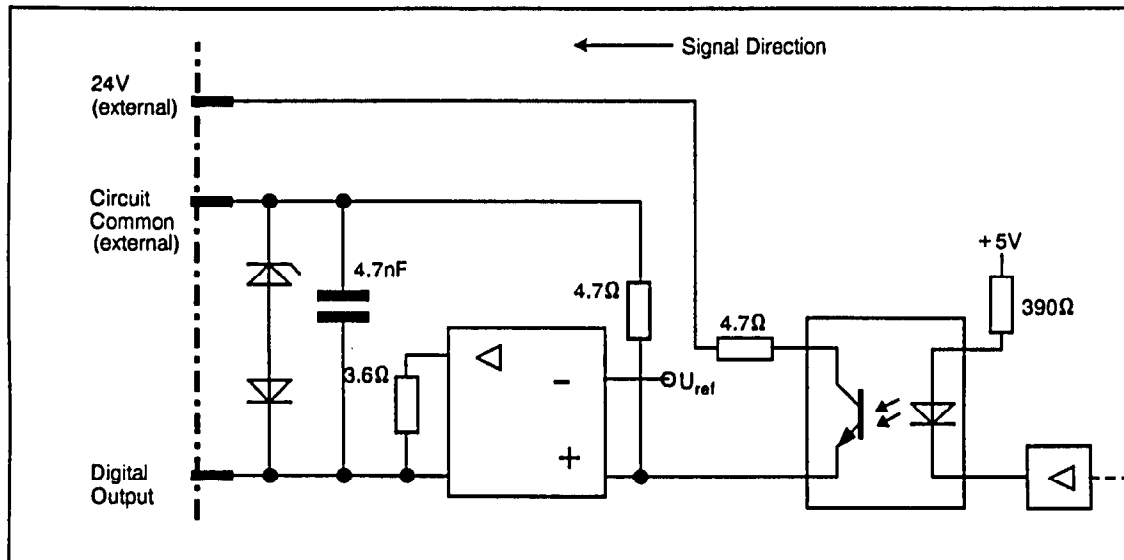 Signal Direction
24V
(external)
Circuit
Common
(external)
4.7nF
4.7Ω
+5V
390Ω
4.7Ω
3.6Ω
−
U_ref
+
Digital
Output